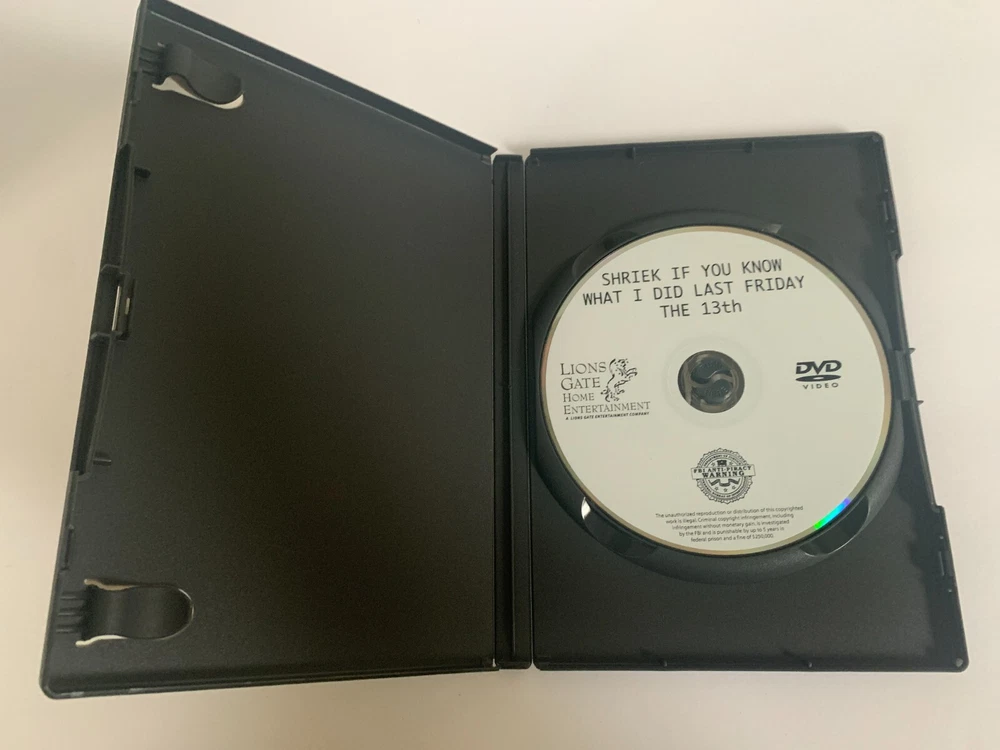 SHRIEK IF YOU KNOW
WHAT I DID LAST FRIDAY
THE 13th
LIONS
GATE
HOME
ENTERTAINMENT
A LIONS GATE ENTERTAINMENT COMPANY
DVD
VIDEO
FBI ANTI-PIRACY
WARNING
The unauthorized reproduction or distribution of this copyrighted
work is illegal. Criminal copyright infringement, including
infringement without monetary gain, is investigated
by the FBI and is punishable by up to 5 years in
federal prison and a fine of $250,000.